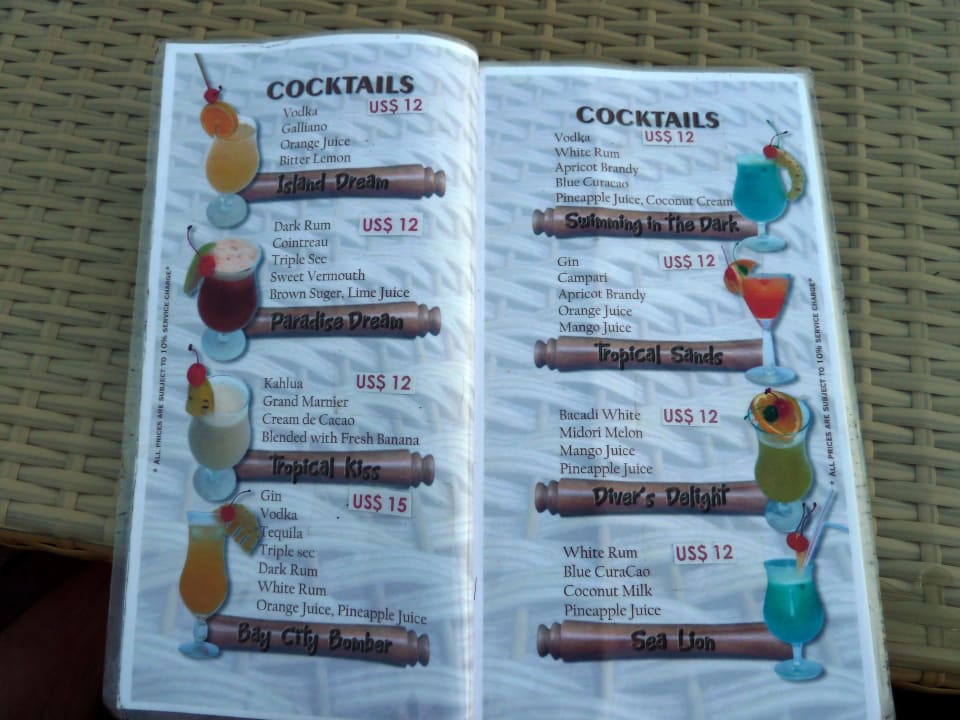 COCKTAILS
Vodka US$ 12
Galliano
Orange Juice
Bitter Lemon
Island Dream
Dark Rum US$ 12
Cointreau
Triple Sec
Sweet Vermouth
Brown Suger, Lime Juice
Paradise Dream
Kahlua US$ 12
Grand Marnier
Cream de Cacao
Blended with Fresh Banana
Tropical Kiss
Gin US$ 15
Vodka
Tequila
Triple sec
Dark Rum
White Rum
Orange Juice, Pineapple Juice
Bay City Bomber
* ALL PRICES ARE SUBJECT TO 10% SERVICE CHARGE*
COCKTAILS
Vodka US$ 12
White Rum
Apricot Brandy
Blue Curacao
Pineapple Juice, Coconut Cream
Swimming in The Dark
Gin US$ 12
Campari
Apricot Brandy
Orange Juice
Mango Juice
Tropical Sands
Bacadi White US$ 12
Midori Melon
Mango Juice
Pineapple Juice
Diver's Delight
White Rum US$ 12
Blue CuraCao
Coconut Milk
Pineapple Juice
Sea Lion
* ALL PRICES ARE SUBJECT TO 10% SERVICE CHARGE*